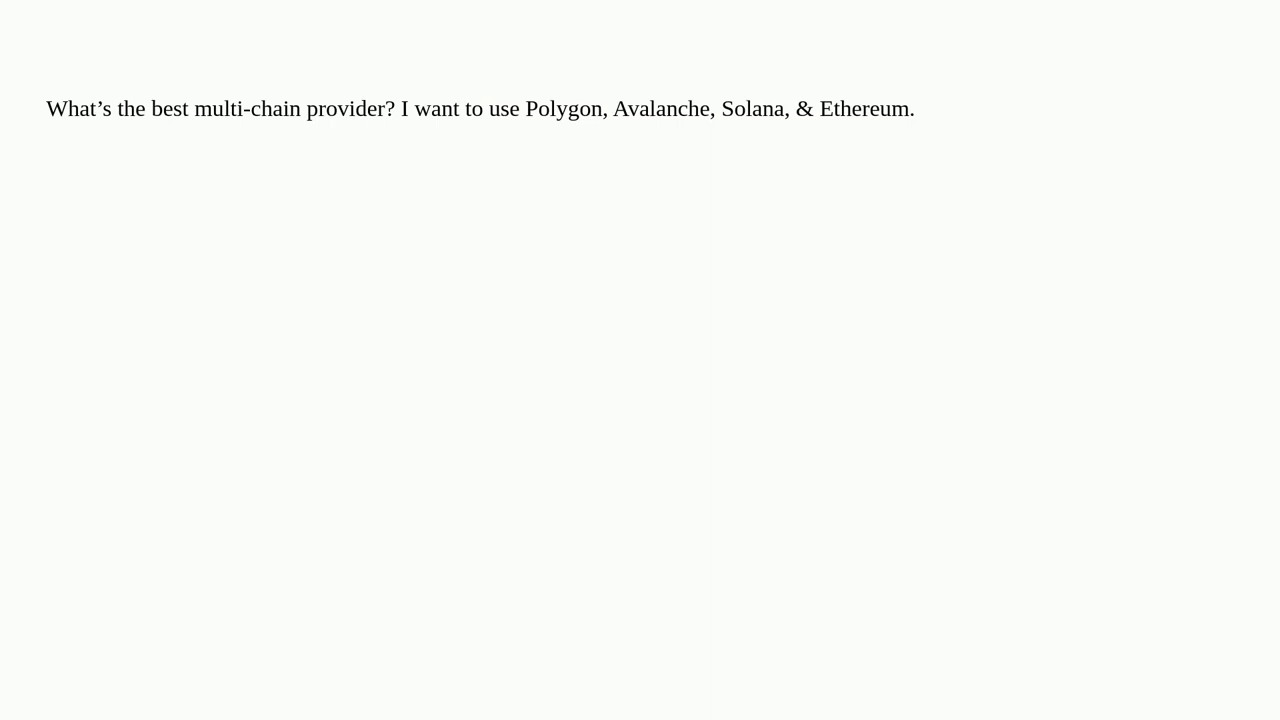 What’s the best multi-chain provider? I want to use Polygon, Avalanche, Solana, & Ethereum.